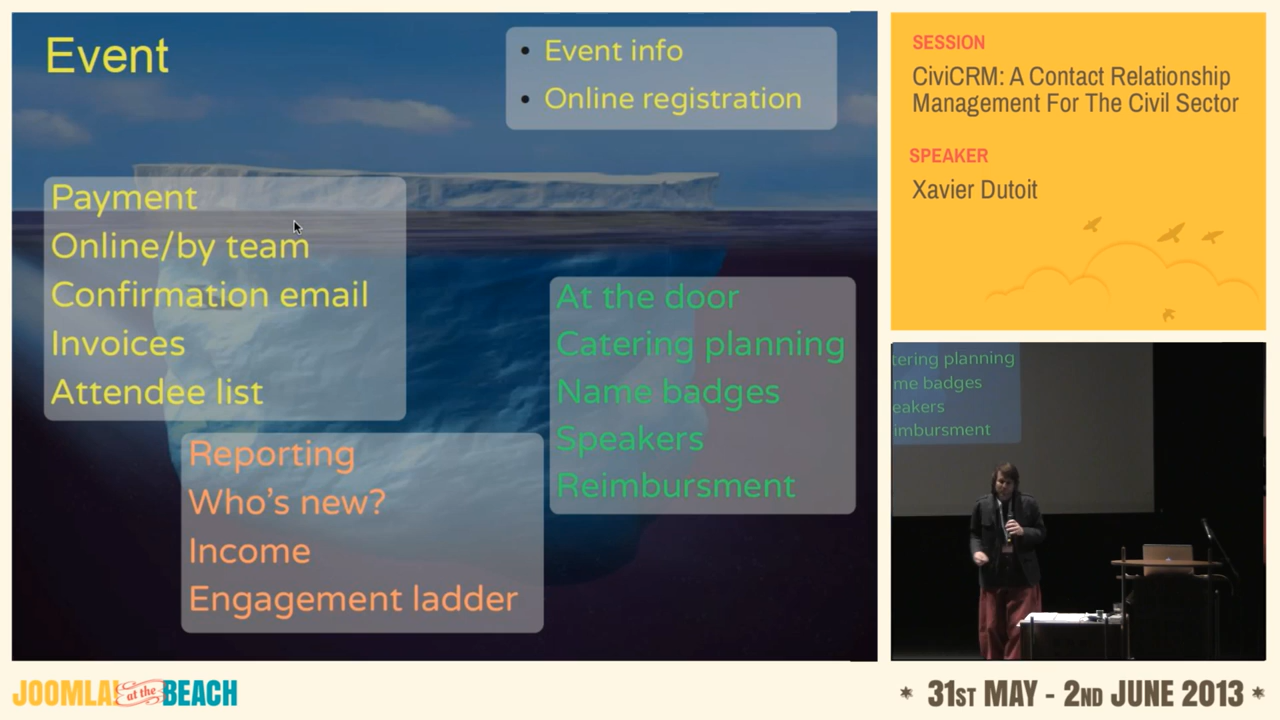 Event
• Event info
• Online registration
Payment
Online/by team
Confirmation email
Invoices
Attendee list
At the door
Catering planning
Name badges
Speakers
Reimbursment
Reporting
Who's new?
Income
Engagement ladder
SESSION
CiviCRM: A Contact Relationship
Management For The Civil Sector
SPEAKER
Xavier Dutoit
tering planning
me badges
eakers
imbursment
JOOMLA! at the BEACH
* 31ST MAY - 2ND JUNE 2013 *